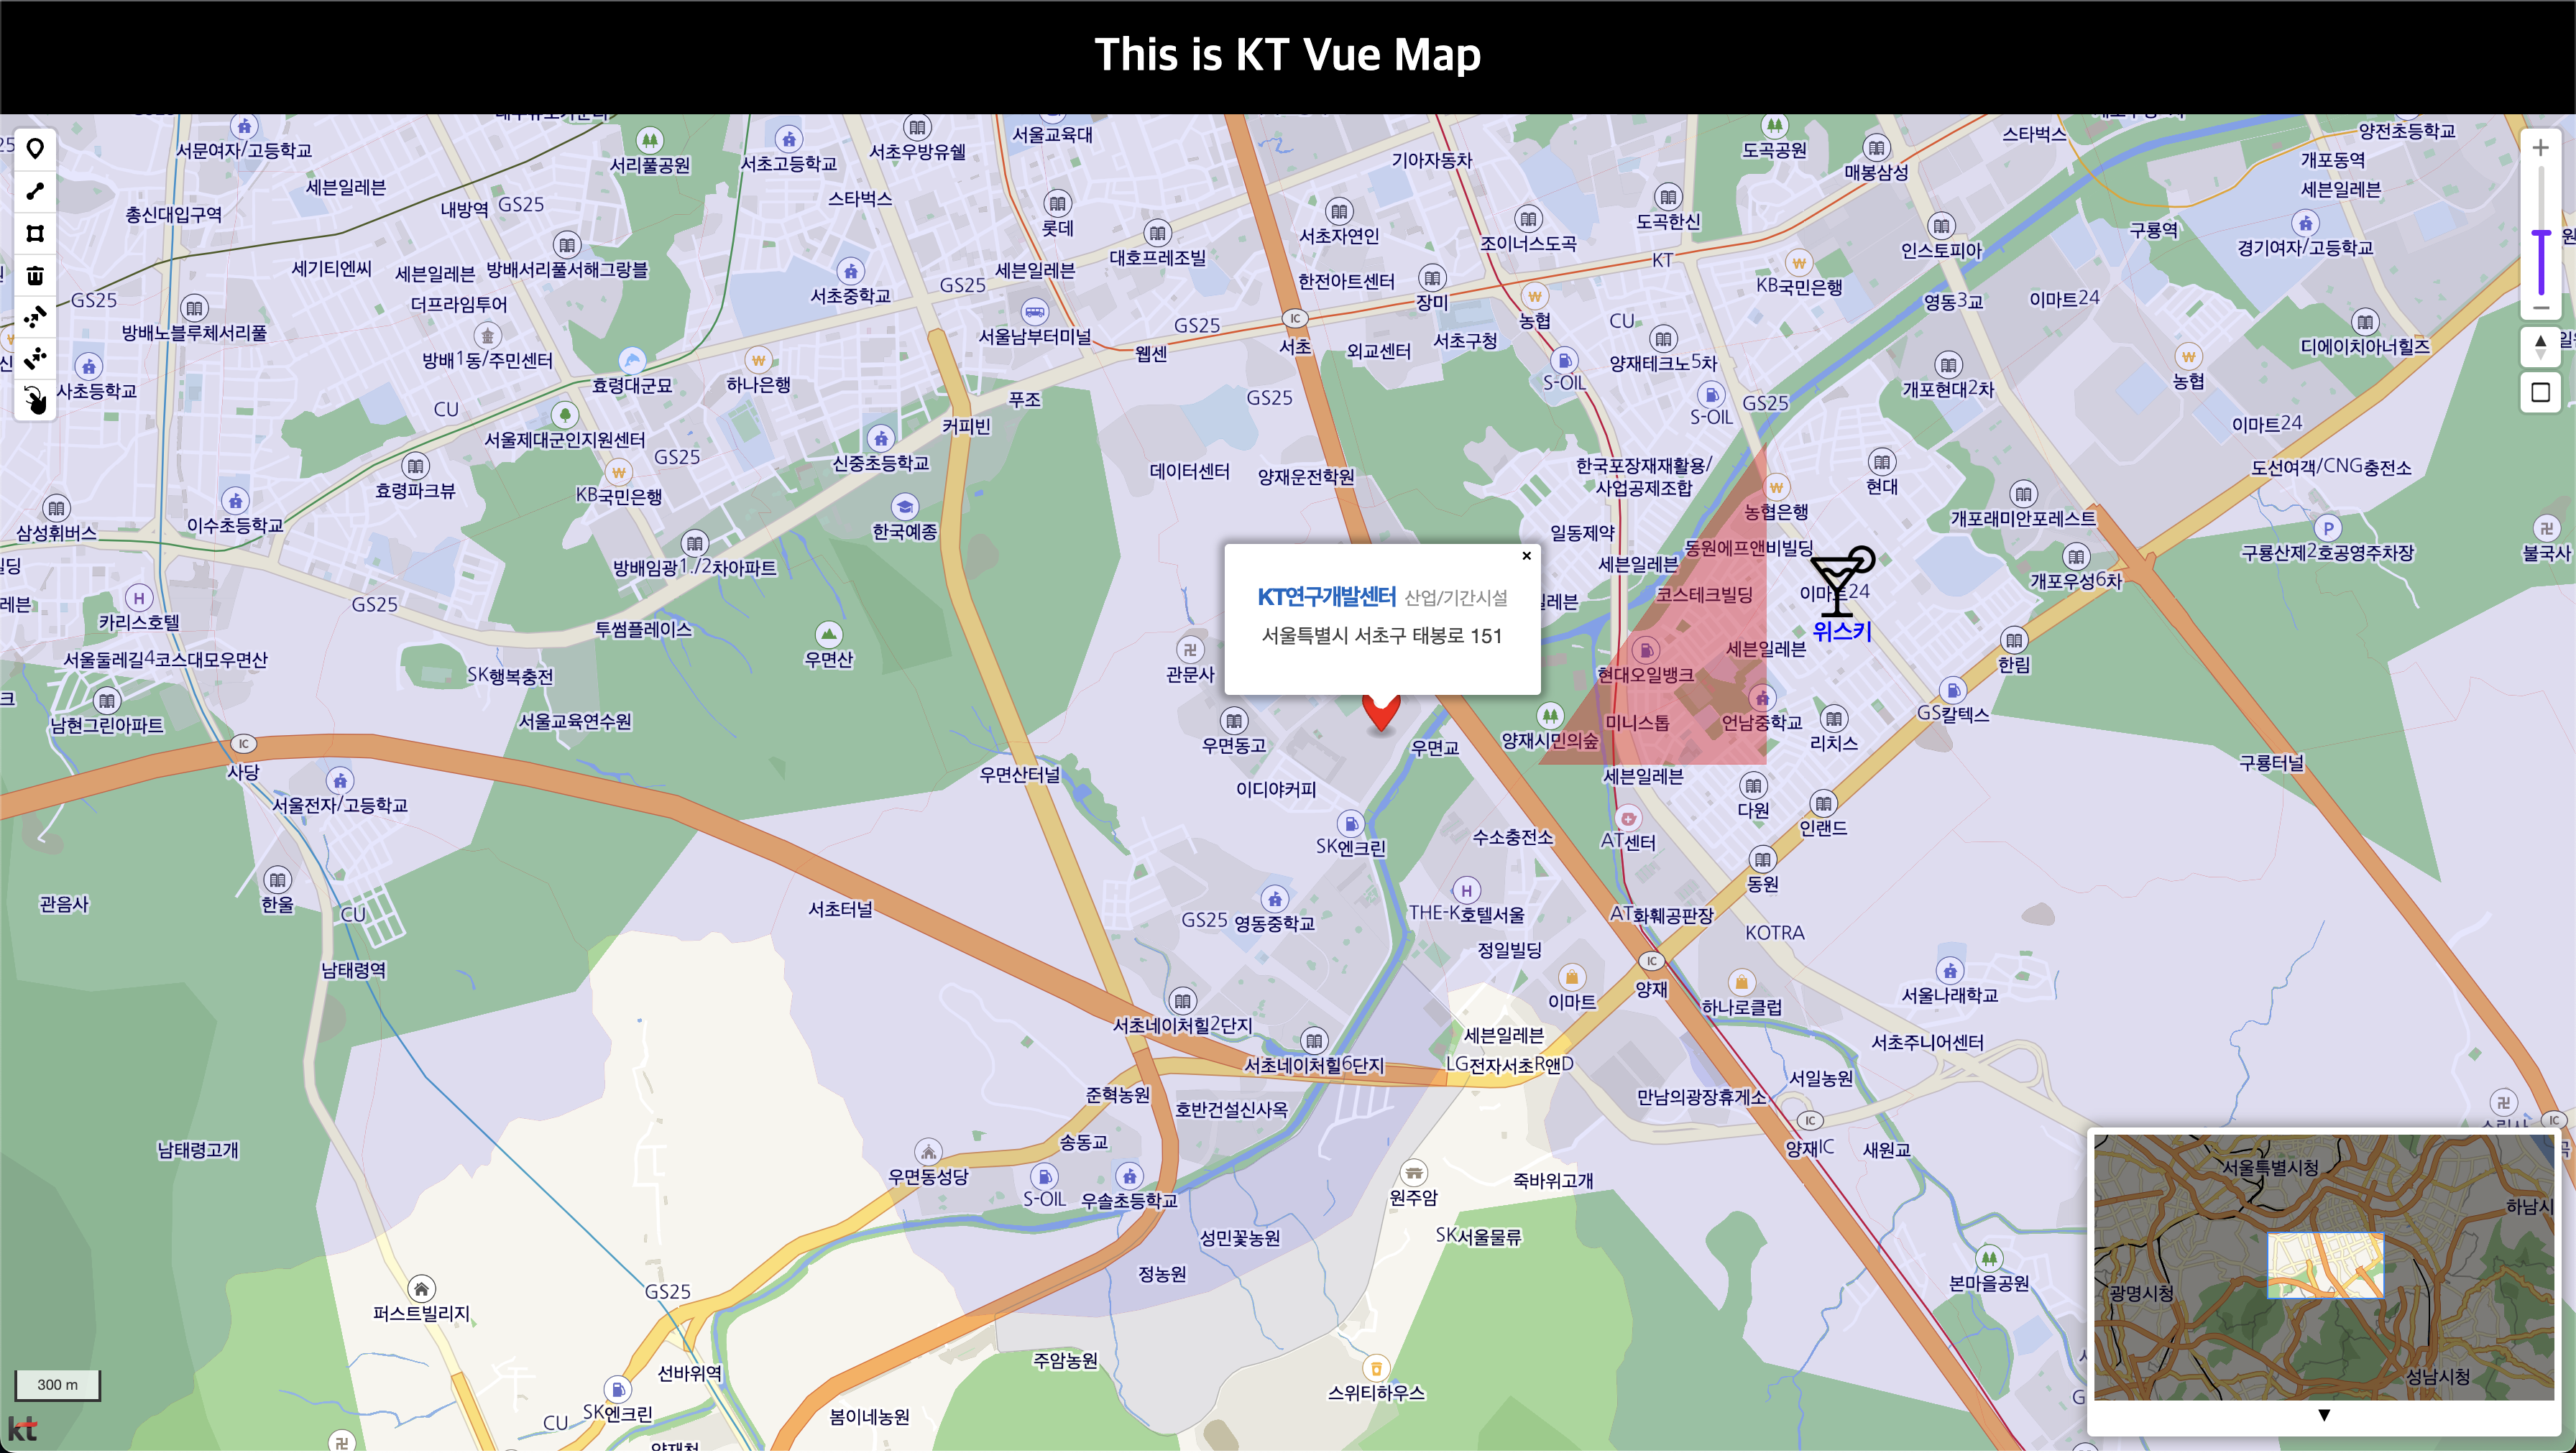 This is KT Vue Map
서문여자/고등학교
서리풀공원
서초고등학교
서초우방유쉘
서울교육대
기아자동차
도곡공원
매봉삼성
스타벅스
양전초등학교
개포동역
세븐일레븐
세븐일레븐
총신대입구역
내방역
GS25
스타벅스
롯데
서초자연인
조이너스도곡
도곡한신
인스토피아
구룡역
경기여자/고등학교
세기티엔씨
세븐일레븐
방배서리풀서해그랑블
더프라임투어
서초중학교
GS25
세븐일레븐
대호프레조빌
한전아트센터
장미
KT
KB국민은행
영동3교
이마트24
GS25
방배노블루체서리풀
방배1동/주민센터
서울남부터미널
GS25
웹센
IC
서초
외교센터
서초구청
농협
CU
양재테크노5차
디에이치아너힐즈
사초등학교
효령대군묘
하나은행
푸조
GS25
S-OIL
S-OIL
GS25
개포현대2차
농협
CU
서울제대군인지원센터
커피빈
이마트24
효령파크뷰
GS25
KB국민은행
신중초등학교
데이터센터
양재운전학원
한국포장재재활용/
사업공제조합
현대
도선여객/CNG충전소
삼성휘버스
이수초등학교
한국예종
일동제약
농협은행
개포래미안포레스트
P
구룡산제2호공영주차장
불국사
방배임광1./2차아파트
세븐일레븐
동원에프앤비빌딩
개포우성6차
KT연구개발센터 산업/기간시설
서울특별시 서초구 태봉로 151
×
코스테크빌딩
이마트24
위스키
H
카리스호텔
GS25
투썸플레이스
우면산
관문사
세븐일레븐
한림
서울둘레길4코스대모우면산
SK행복충전
현대오일뱅크
남현그린아파트
서울교육연수원
우면동고
우면교
양재시민의숲
미니스톱
언남중학교
리치스
GS칼텍스
IC
사당
서울전자/고등학교
우면산터널
이디야커피
세븐일레븐
다원
인랜드
구룡터널
SK엔크린
수소충전소
AT센터
동원
관음사
한울
CU
서초터널
GS25
영동중학교
H
THE-K호텔서울
AT화훼공판장
KOTRA
정일빌딩
남태령역
이마트
IC
양재
하나로클럽
서울나래학교
서초네이처힐2단지
세븐일레븐
서초네이처힐6단지
LG전자서초R앤D
서초주니어센터
준혁농원
호반건설신사옥
만남의광장휴게소
서일농원
남태령고개
송동교
IC
양재IC
새원교
IC
우면동성당
S-OIL
우솔초등학교
원주암
죽바위고개
성민꽃농원
SK서울물류
정농원
본마을공원
퍼스트빌리지
GS25
선바위역
주암농원
스위티하우스
CU
SK엔크린
봄이네농원
300 m
kt
서울특별시청
하남시
광명시청
성남시청